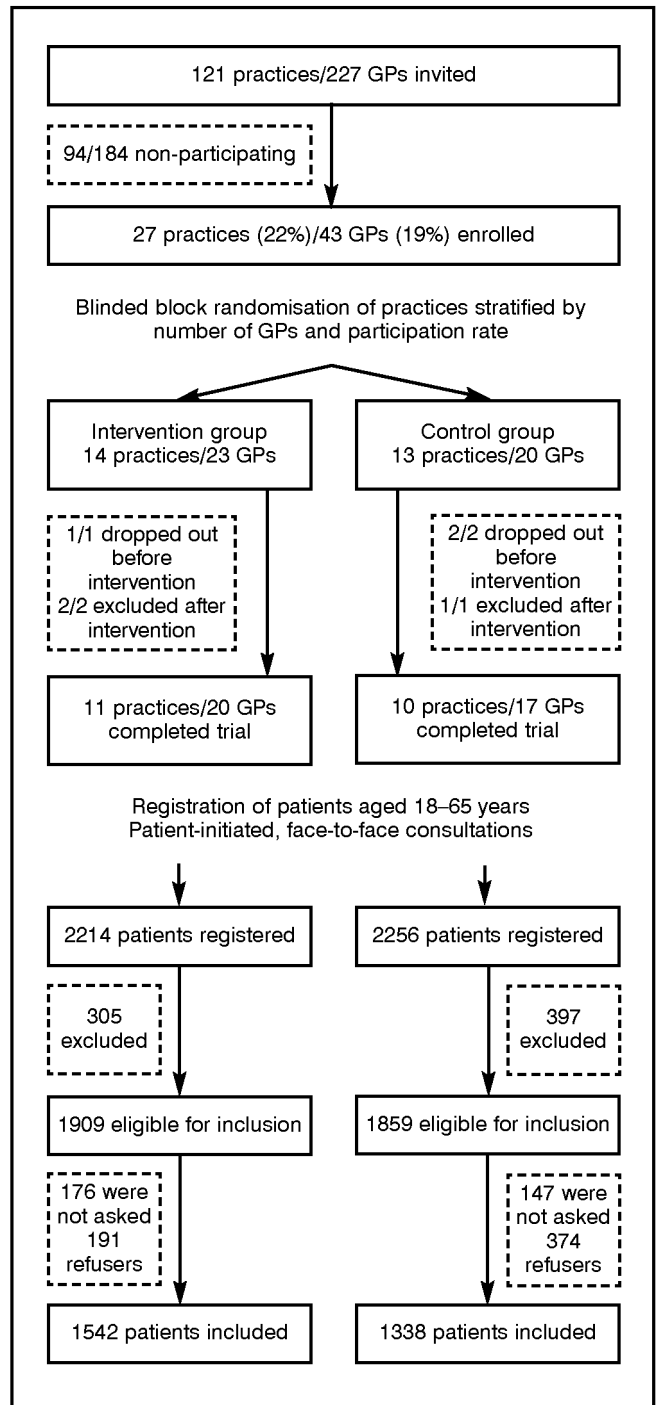 121 practices/227 GPs invited
94/184 non-participating
27 practices (22%)/43 GPs (19%) enrolled
Blinded block randomisation of practices stratified by
number of GPs and participation rate
Intervention group
14 practices/23 GPs
Control group
13 practices/20 GPs
1/1 dropped out
before
intervention
2/2 excluded after
intervention
2/2 dropped out
before
intervention
1/1 excluded after
intervention
11 practices/20 GPs
completed trial
10 practices/17 GPs
completed trial
Registration of patients aged 18–65 years
Patient-initiated, face-to-face consultations
2214 patients registered
2256 patients registered
305
excluded
397
excluded
1909 eligible for inclusion
1859 eligible for inclusion
176 were
not asked
191
refusers
147 were
not asked
374
refusers
1542 patients included
1338 patients included